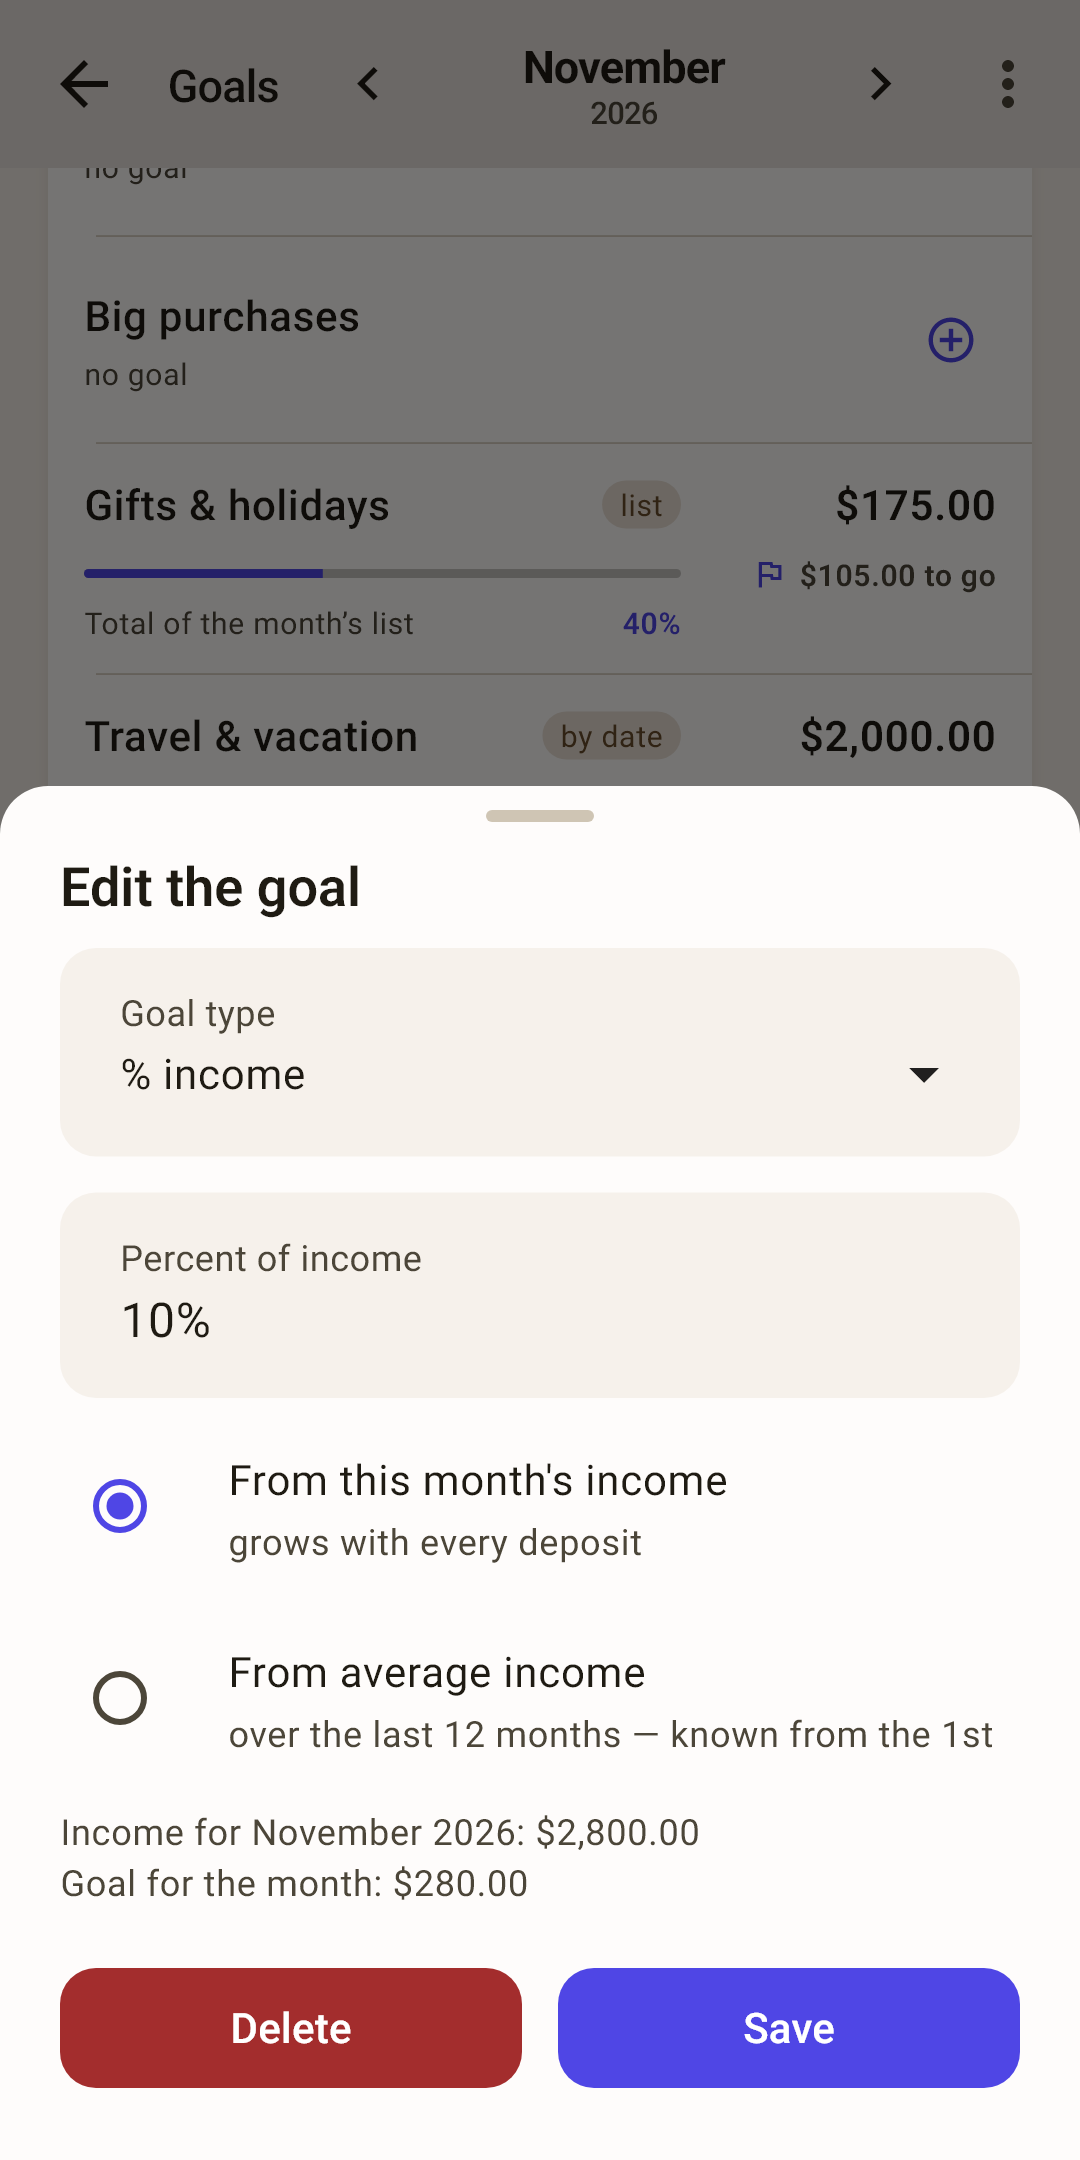 Goals
November
2026
no goal
Big purchases
no goal
Gifts & holidays
list
$175.00
$105.00 to go
Total of the month’s list
40%
Travel & vacation
by date
$2,000.00
Edit the goal
Goal type
% income
Percent of income
10%
From this month's income
grows with every deposit
From average income
over the last 12 months — known from the 1st
Income for November 2026: $2,800.00
Goal for the month: $280.00
Delete
Save